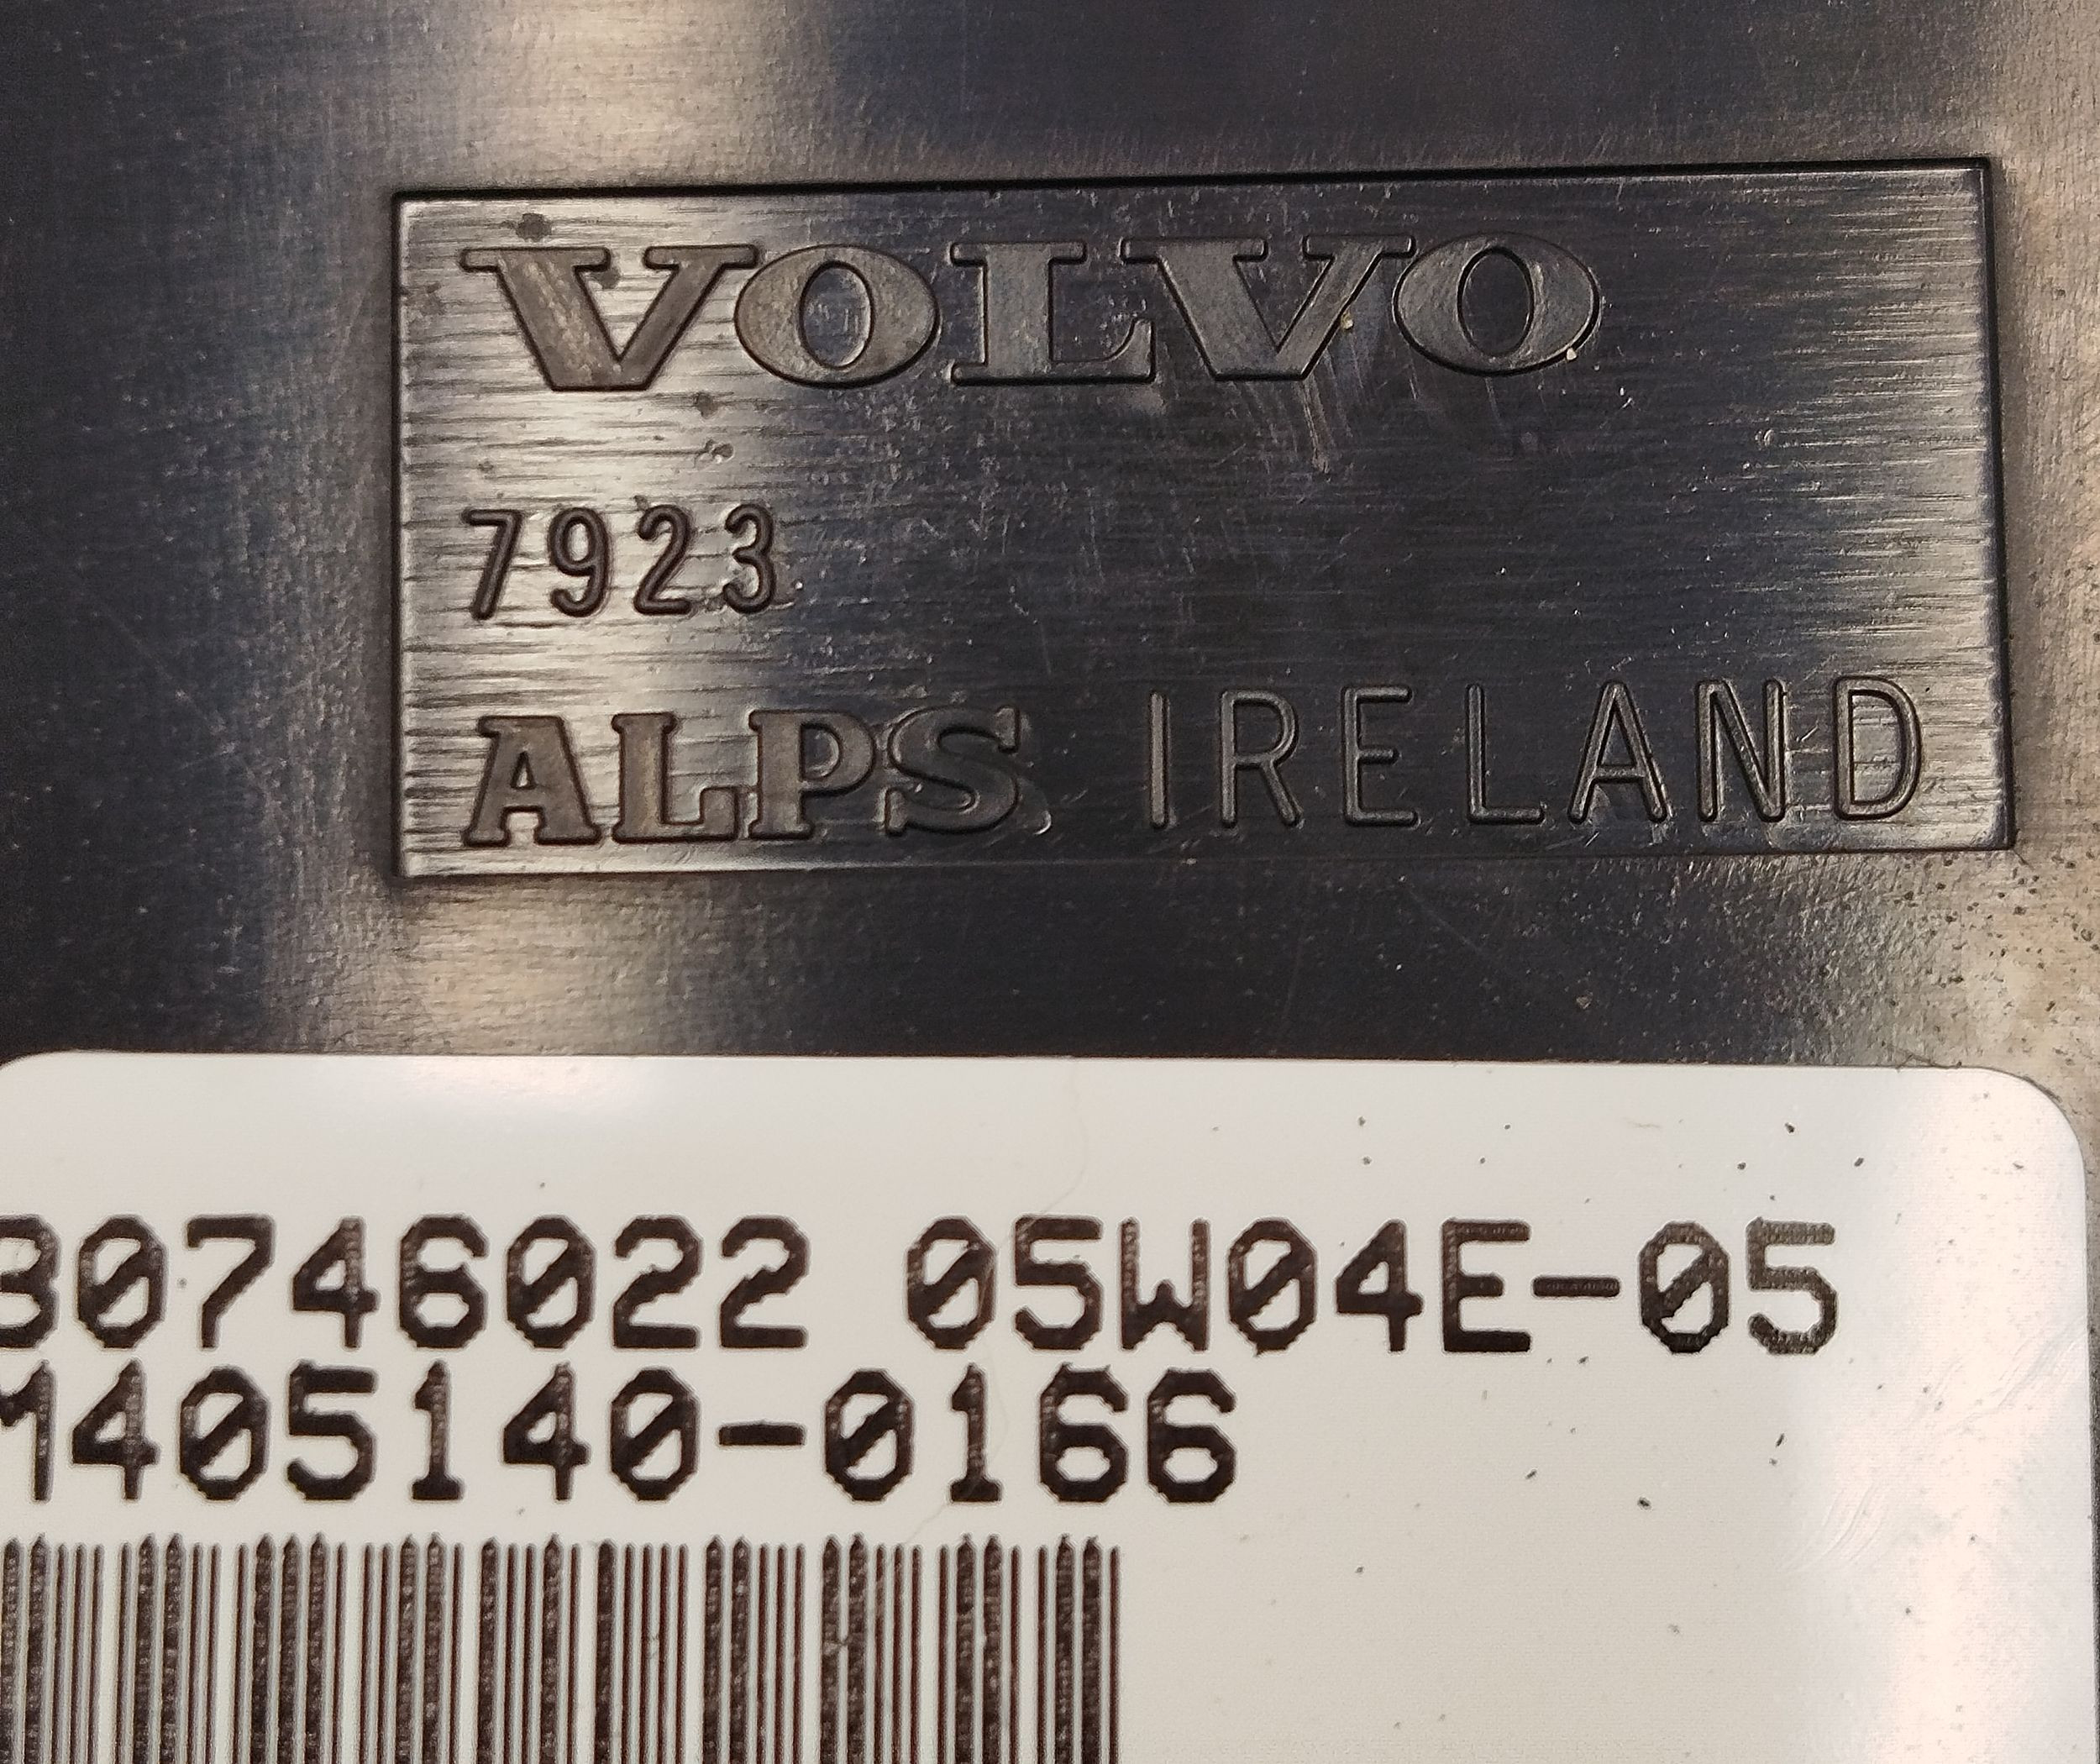 VOLVO
7923
ALPS IRELAND
30746022 05W04E-05
M405140-0166